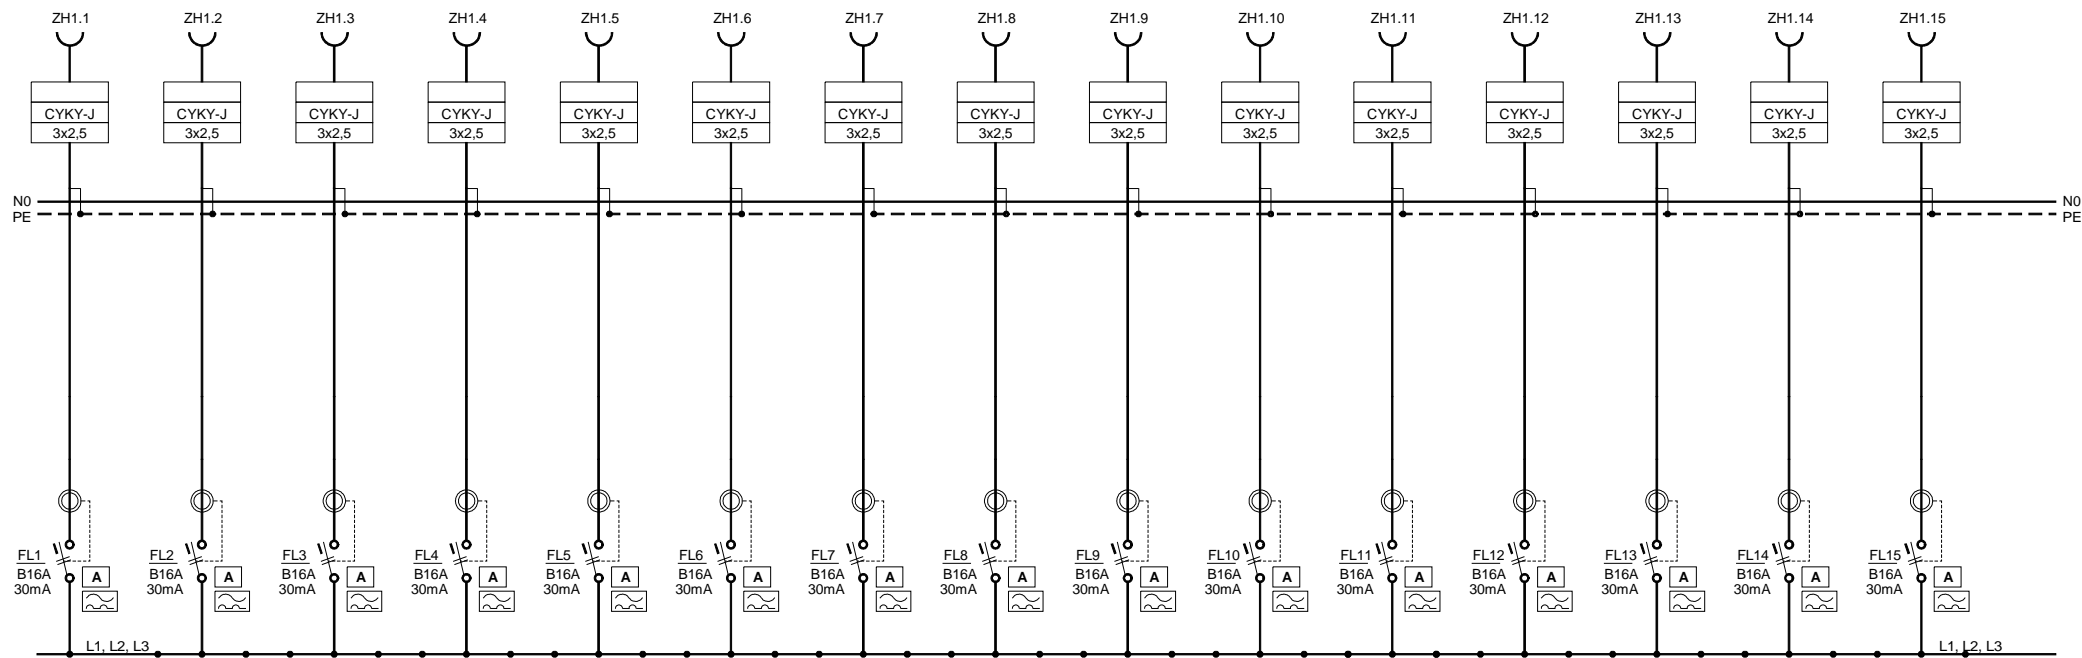 ZH1.1 ZH1.2 ZH1.3 ZH1.4 ZH1.5 ZH1.6 ZH1.7 ZH1.8 ZH1.9 ZH1.10 ZH1.11 ZH1.12 ZH1.13 ZH1.14 ZH1.15
CYKY-J CYKY-J CYKY-J CYKY-J CYKY-J CYKY-J CYKY-J CYKY-J CYKY-J CYKY-J CYKY-J CYKY-J CYKY-J CYKY-J CYKY-J
3x2,5 3x2,5 3x2,5 3x2,5 3x2,5 3x2,5 3x2,5 3x2,5 3x2,5 3x2,5 3x2,5 3x2,5 3x2,5 3x2,5 3x2,5
N0 N0
PE PE
FL1 FL2 FL3 FL4 FL5 FL6 FL7 FL8 FL9 FL10 FL11 FL12 FL13 FL14 FL15
B16A A B16A A B16A A B16A A B16A A B16A A B16A A B16A A B16A A B16A A B16A A B16A A B16A A B16A A B16A A
30mA 30mA 30mA 30mA 30mA 30mA 30mA 30mA 30mA 30mA 30mA 30mA 30mA 30mA 30mA
L1, L2, L3 L1, L2, L3